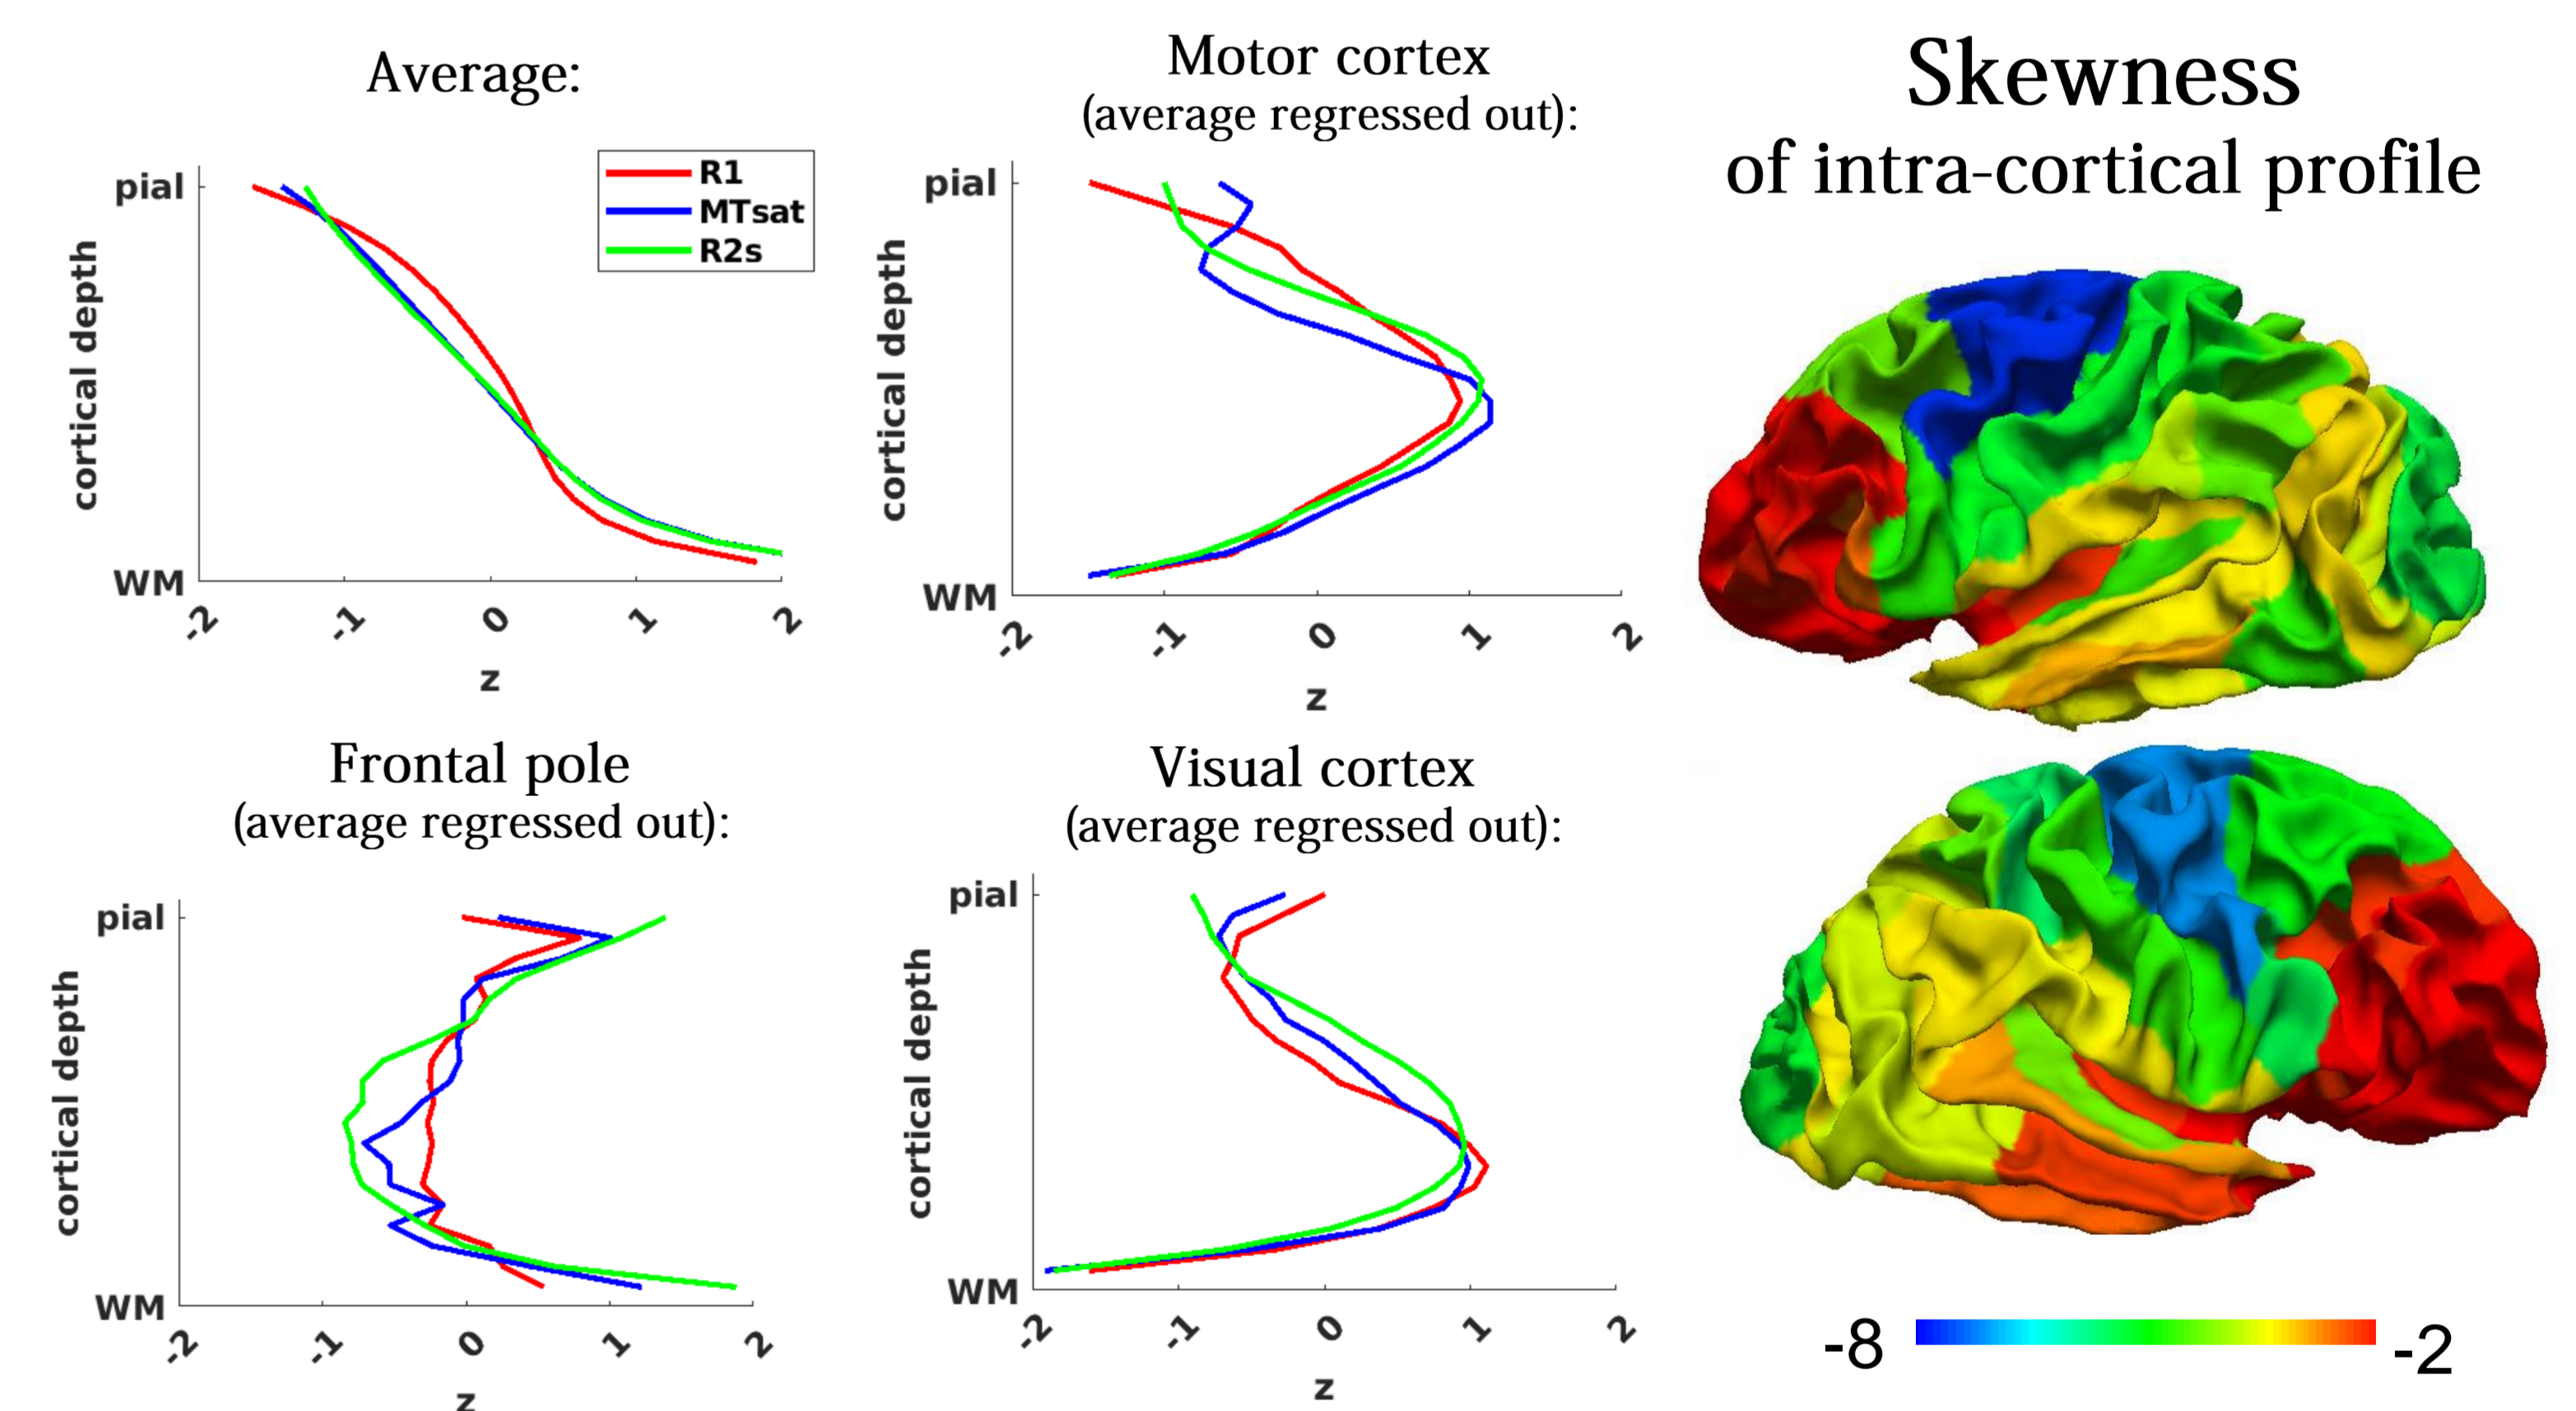 Average:
R1
MTsat
R2s
pial
cortical depth
WM
-2 -1 0 1 2
z
Motor cortex
(average regressed out):
pial
cortical depth
WM
-2 -1 0 1 2
z
Skewness
of intra-cortical profile
Frontal pole
(average regressed out):
pial
cortical depth
WM
-2 -1 0 1 2
z
Visual cortex
(average regressed out):
pial
cortical depth
WM
-2 -1 0 1 2
z
-8 -2